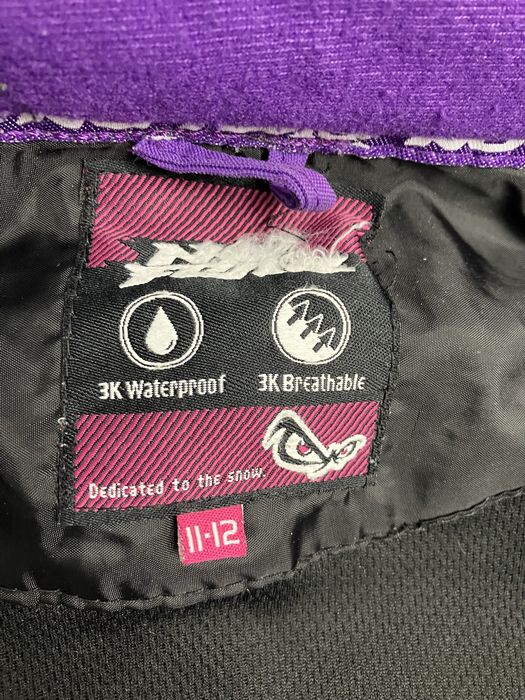 3K Waterproof
3K Breathable
Dedicated to the snow.
11-12